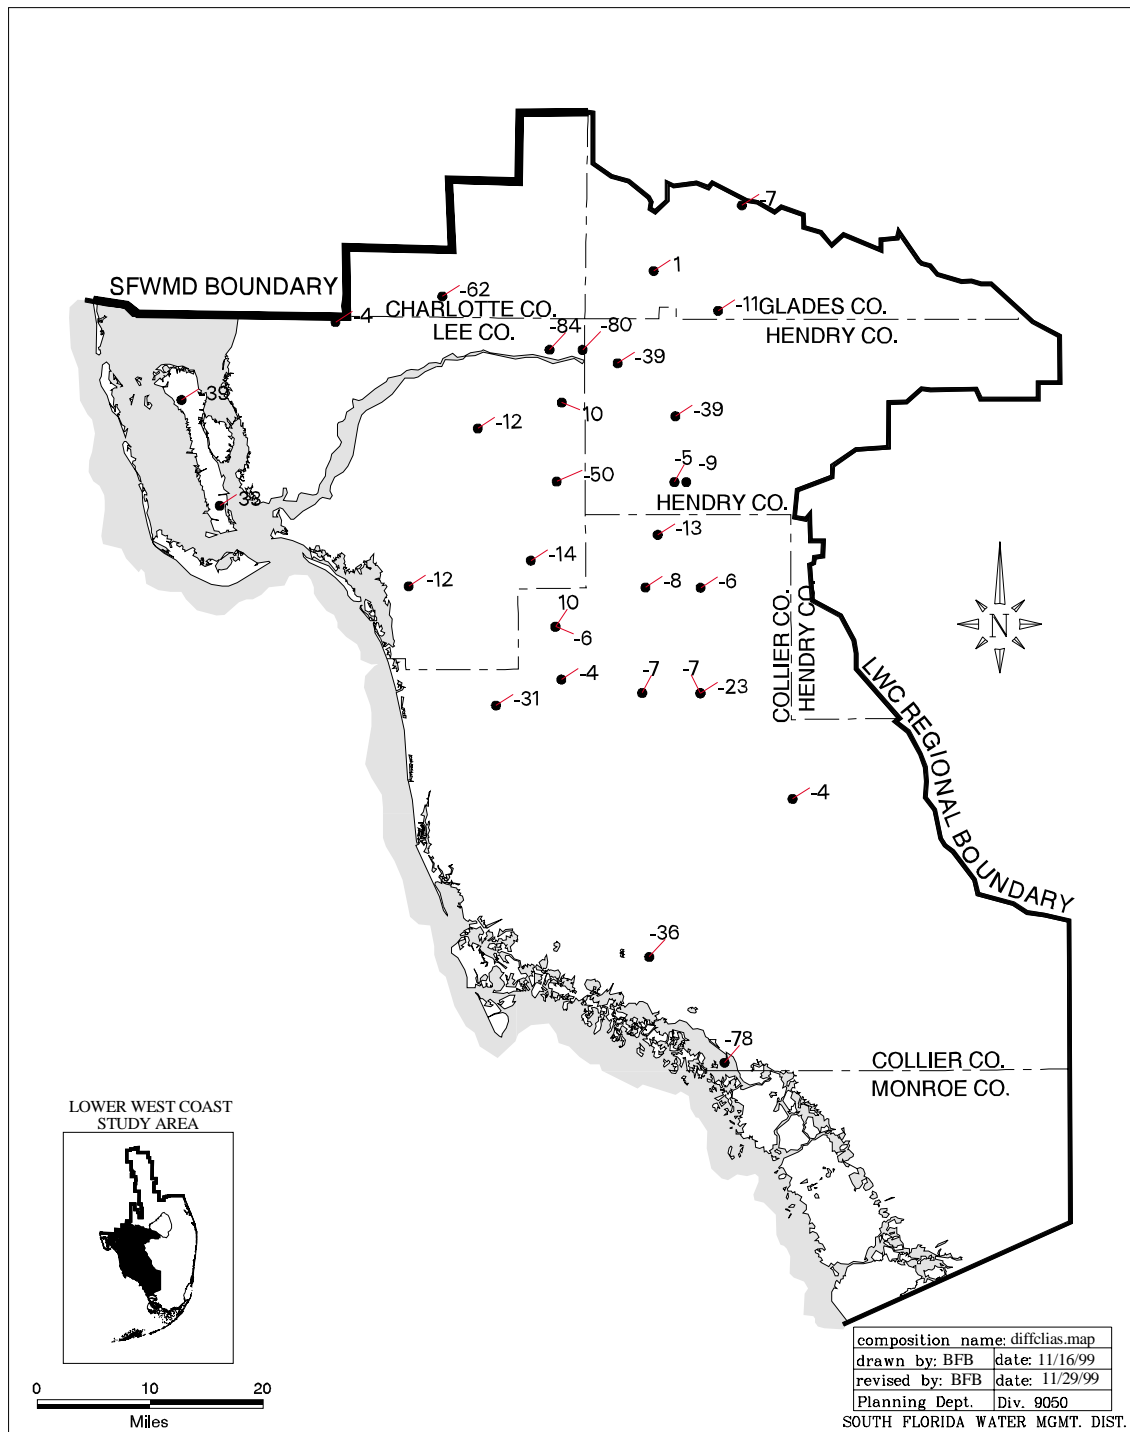 -7
1
SFWMD BOUNDARY
-62
-4
CHARLOTTE CO.
-11
GLADES CO.
LEE CO.
HENDRY CO.
-84
-80
-39
-39
10
-39
-12
-5
-9
-50
HENDRY CO.
-13
-14
-12
-8
-6
10
-6
COLLIER CO.
HENDRY CO.
N
-4
-7
-7
-23
-31
LWC REGIONAL BOUNDARY
-4
-36
-78
COLLIER CO.
MONROE CO.
LOWER WEST COAST
STUDY AREA
0 10 20
Miles
composition name: diffclias.map
drawn by: BFB date: 11/16/99
revised by: BFB date: 11/29/99
Planning Dept. Div. 9050
SOUTH FLORIDA WATER MGMT. DIST.